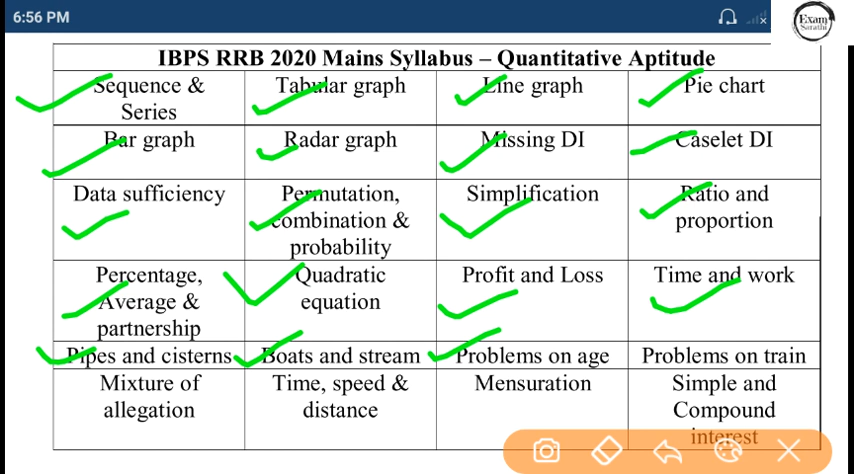 6:56 PM
Exam
Sarathi
IBPS RRB 2020 Mains Syllabus – Quantitative Aptitude
Sequence & Series
Tabular graph
Line graph
Pie chart
Bar graph
Radar graph
Missing DI
Caselet DI
Data sufficiency
Permutation,
combination &
probability
Simplification
Ratio and
proportion
Percentage,
Average &
partnership
Quadratic
equation
Profit and Loss
Time and work
Pipes and cisterns
Boats and stream
Problems on age
Problems on train
Mixture of
allegation
Time, speed &
distance
Mensuration
Simple and
Compound
interest